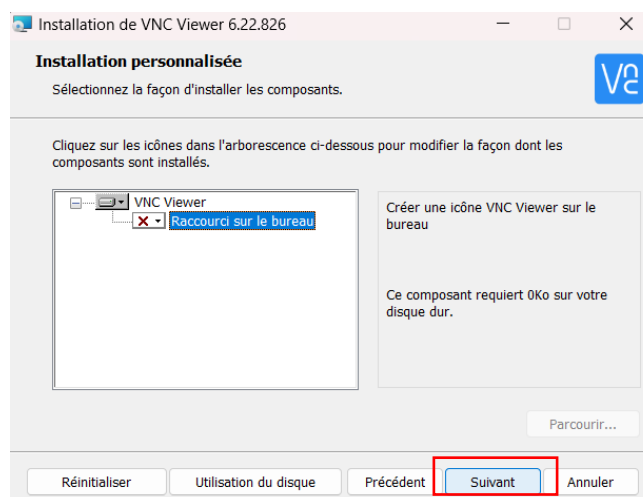 Installation de VNC Viewer 6.22.826
Installation personnalisée
Sélectionnez la façon d'installer les composants.
VNC
Cliquez sur les icônes dans l'arborescence ci-dessous pour modifier la façon dont les
composants sont installés.
VNC Viewer
Raccourci sur le bureau
Créer une icône VNC Viewer sur le
bureau
Ce composant requiert 0Ko sur votre
disque dur.
Parcourir...
Réinitialiser
Utilisation du disque
Précédent
Suivant
Annuler